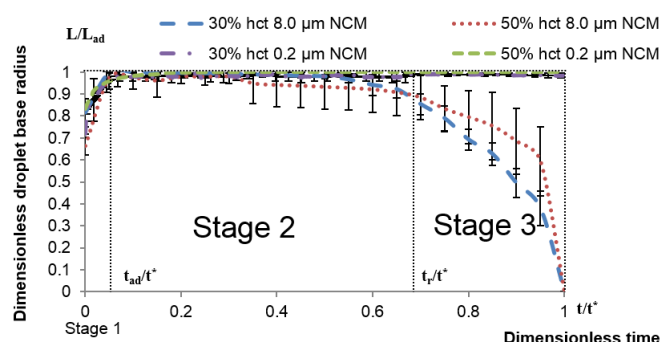 L/Lad
30% hct 8.0 µm NCM
50% hct 8.0 µm NCM
30% hct 0.2 µm NCM
50% hct 0.2 µm NCM
Dimensionless droplet base radius
1
0.9
0.8
0.7
0.6
0.5
0.4
0.3
0.2
0.1
0
Stage 2
Stage 3
tad/t*
tr/t*
0
0.2
0.4
0.6
0.8
1
t/t*
Stage 1
Dimensionless time